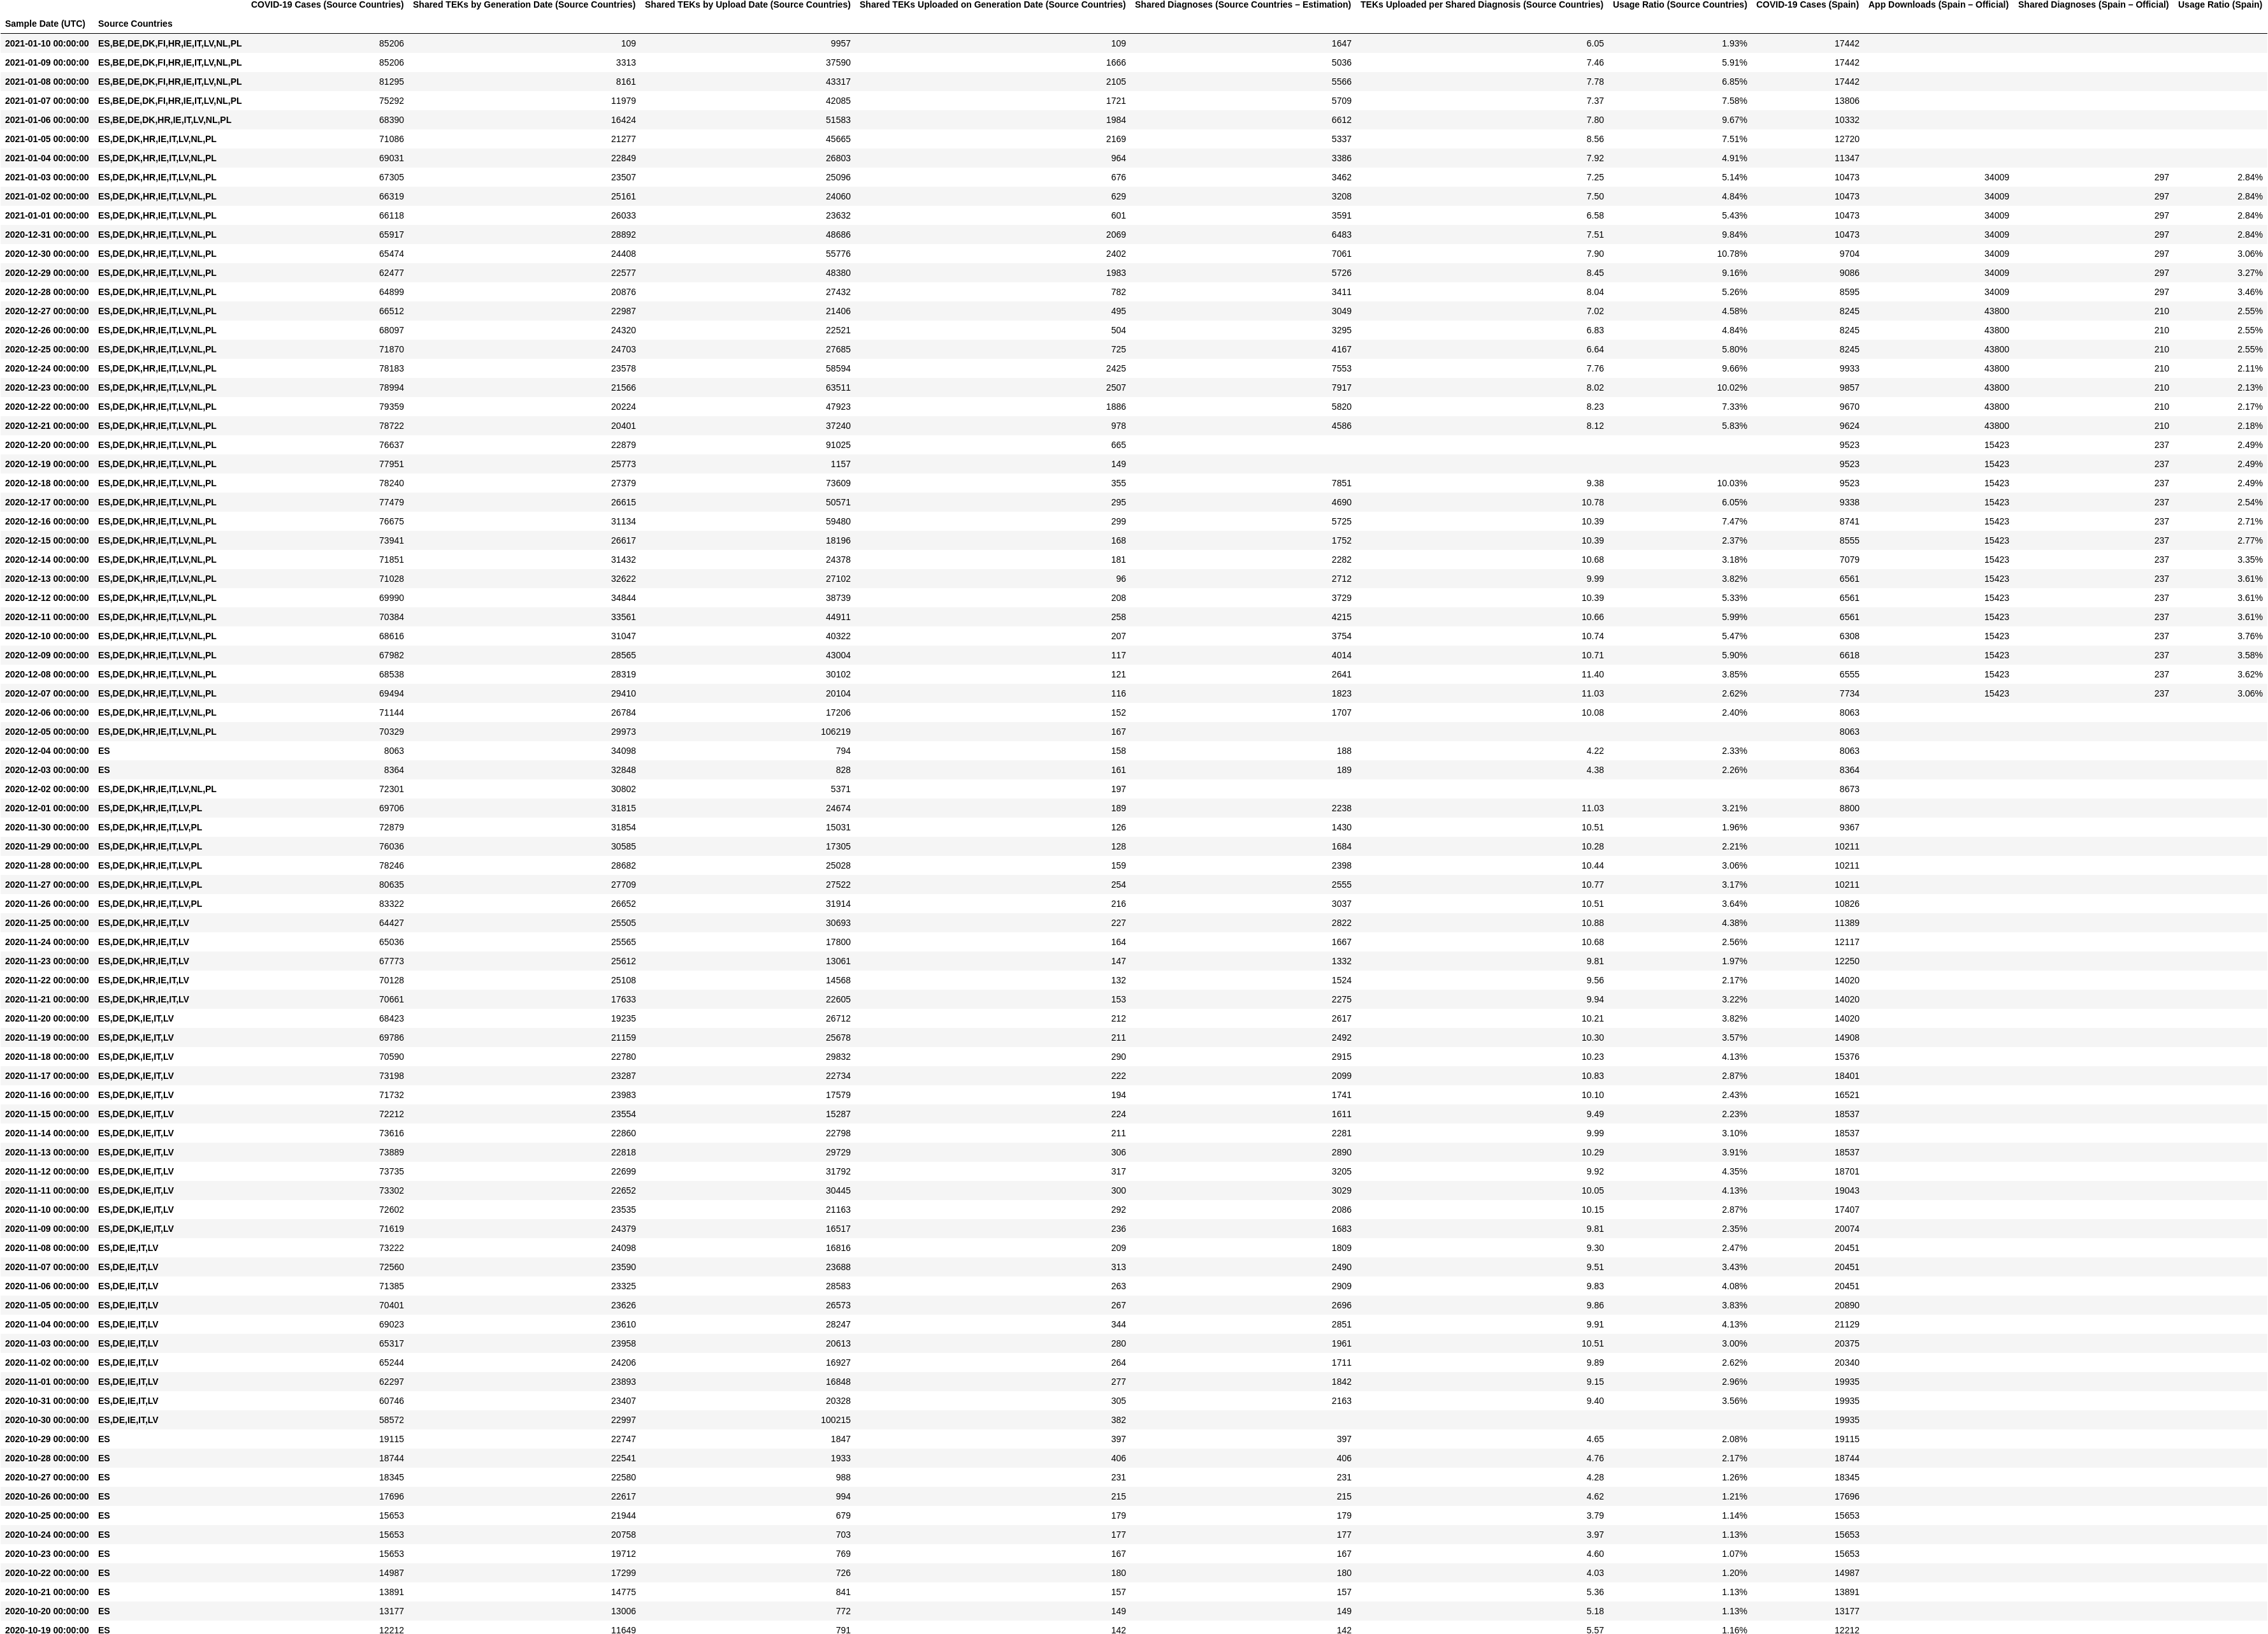 COVID-19 Cases (Source Countries) Shared TEKs by Generation Date (Source Countries) Shared TEKs by Upload Date (Source Countries) Shared TEKs Uploaded on Generation Date (Source Countries) Shared Diagnoses (Source Countries – Estimation) TEKs Uploaded per Shared Diagnosis (Source Countries) Usage Ratio (Source Countries) COVID-19 Cases (Spain) App Downloads (Spain – Official) Shared Diagnoses (Spain – Official) Usage Ratio (Spain)
Sample Date (UTC) Source Countries
2021-01-10 00:00:00 ES,BE,DE,DK,FI,HR,IE,IT,LV,NL,PL 85206 109 9957 109 1647 6.05 1.93% 17442
2021-01-09 00:00:00 ES,BE,DE,DK,FI,HR,IE,IT,LV,NL,PL 85206 3313 37590 1666 5036 7.46 5.91% 17442
2021-01-08 00:00:00 ES,BE,DE,DK,FI,HR,IE,IT,LV,NL,PL 81295 8161 43317 2105 5566 7.78 6.85% 17442
2021-01-07 00:00:00 ES,BE,DE,DK,FI,HR,IE,IT,LV,NL,PL 75292 11979 42085 1721 5709 7.37 7.58% 13806
2021-01-06 00:00:00 ES,BE,DE,DK,HR,IE,IT,LV,NL,PL 68390 16424 51583 1984 6612 7.80 9.67% 10332
2021-01-05 00:00:00 ES,DE,DK,HR,IE,IT,LV,NL,PL 71086 21277 45665 2169 5337 8.56 7.51% 12720
2021-01-04 00:00:00 ES,DE,DK,HR,IE,IT,LV,NL,PL 69031 22849 26803 964 3386 7.92 4.91% 11347
2021-01-03 00:00:00 ES,DE,DK,HR,IE,IT,LV,NL,PL 67305 23507 25096 676 3462 7.25 5.14% 10473 34009 297 2.84%
2021-01-02 00:00:00 ES,DE,DK,HR,IE,IT,LV,NL,PL 66319 25161 24060 629 3208 7.50 4.84% 10473 34009 297 2.84%
2021-01-01 00:00:00 ES,DE,DK,HR,IE,IT,LV,NL,PL 66118 26033 23632 601 3591 6.58 5.43% 10473 34009 297 2.84%
2020-12-31 00:00:00 ES,DE,DK,HR,IE,IT,LV,NL,PL 65917 28892 48686 2069 6483 7.51 9.84% 10473 34009 297 2.84%
2020-12-30 00:00:00 ES,DE,DK,HR,IE,IT,LV,NL,PL 65474 24408 55776 2402 7061 7.90 10.78% 9704 34009 297 3.06%
2020-12-29 00:00:00 ES,DE,DK,HR,IE,IT,LV,NL,PL 62477 22577 48380 1983 5726 8.45 9.16% 9086 34009 297 3.27%
2020-12-28 00:00:00 ES,DE,DK,HR,IE,IT,LV,NL,PL 64899 20876 27432 782 3411 8.04 5.26% 8595 34009 297 3.46%
2020-12-27 00:00:00 ES,DE,DK,HR,IE,IT,LV,NL,PL 66512 22987 21406 495 3049 7.02 4.58% 8245 43800 210 2.55%
2020-12-26 00:00:00 ES,DE,DK,HR,IE,IT,LV,NL,PL 68097 24320 22521 504 3295 6.83 4.84% 8245 43800 210 2.55%
2020-12-25 00:00:00 ES,DE,DK,HR,IE,IT,LV,NL,PL 71870 24703 27685 725 4167 6.64 5.80% 8245 43800 210 2.55%
2020-12-24 00:00:00 ES,DE,DK,HR,IE,IT,LV,NL,PL 78183 23578 58594 2425 7553 7.76 9.66% 9933 43800 210 2.11%
2020-12-23 00:00:00 ES,DE,DK,HR,IE,IT,LV,NL,PL 78994 21566 63511 2507 7917 8.02 10.02% 9857 43800 210 2.13%
2020-12-22 00:00:00 ES,DE,DK,HR,IE,IT,LV,NL,PL 79359 20224 47923 1886 5820 8.23 7.33% 9670 43800 210 2.17%
2020-12-21 00:00:00 ES,DE,DK,HR,IE,IT,LV,NL,PL 78722 20401 37240 978 4586 8.12 5.83% 9624 43800 210 2.18%
2020-12-20 00:00:00 ES,DE,DK,HR,IE,IT,LV,NL,PL 76637 22879 91025 665 9523 15423 237 2.49%
2020-12-19 00:00:00 ES,DE,DK,HR,IE,IT,LV,NL,PL 77951 25773 1157 149 9523 15423 237 2.49%
2020-12-18 00:00:00 ES,DE,DK,HR,IE,IT,LV,NL,PL 78240 27379 73609 355 7851 9.38 10.03% 9523 15423 237 2.49%
2020-12-17 00:00:00 ES,DE,DK,HR,IE,IT,LV,NL,PL 77479 26615 50571 295 4690 10.78 6.05% 9338 15423 237 2.54%
2020-12-16 00:00:00 ES,DE,DK,HR,IE,IT,LV,NL,PL 76675 31134 59480 299 5725 10.39 7.47% 8741 15423 237 2.71%
2020-12-15 00:00:00 ES,DE,DK,HR,IE,IT,LV,NL,PL 73941 26617 18196 168 1752 10.39 2.37% 8555 15423 237 2.77%
2020-12-14 00:00:00 ES,DE,DK,HR,IE,IT,LV,NL,PL 71851 31432 24378 181 2282 10.68 3.18% 7079 15423 237 3.35%
2020-12-13 00:00:00 ES,DE,DK,HR,IE,IT,LV,NL,PL 71028 32622 27102 96 2712 9.99 3.82% 6561 15423 237 3.61%
2020-12-12 00:00:00 ES,DE,DK,HR,IE,IT,LV,NL,PL 69990 34844 38739 208 3729 10.39 5.33% 6561 15423 237 3.61%
2020-12-11 00:00:00 ES,DE,DK,HR,IE,IT,LV,NL,PL 70384 33561 44911 258 4215 10.66 5.99% 6561 15423 237 3.61%
2020-12-10 00:00:00 ES,DE,DK,HR,IE,IT,LV,NL,PL 68616 31047 40322 207 3754 10.74 5.47% 6308 15423 237 3.76%
2020-12-09 00:00:00 ES,DE,DK,HR,IE,IT,LV,NL,PL 67982 28565 43004 117 4014 10.71 5.90% 6618 15423 237 3.58%
2020-12-08 00:00:00 ES,DE,DK,HR,IE,IT,LV,NL,PL 68538 28319 30102 121 2641 11.40 3.85% 6555 15423 237 3.62%
2020-12-07 00:00:00 ES,DE,DK,HR,IE,IT,LV,NL,PL 69494 29410 20104 116 1823 11.03 2.62% 7734 15423 237 3.06%
2020-12-06 00:00:00 ES,DE,DK,HR,IE,IT,LV,NL,PL 71144 26784 17206 152 1707 10.08 2.40% 8063
2020-12-05 00:00:00 ES,DE,DK,HR,IE,IT,LV,NL,PL 70329 29973 106219 167 8063
2020-12-04 00:00:00 ES 8063 34098 794 158 188 4.22 2.33% 8063
2020-12-03 00:00:00 ES 8364 32848 828 161 189 4.38 2.26% 8364
2020-12-02 00:00:00 ES,DE,DK,HR,IE,IT,LV,NL,PL 72301 30802 5371 197 8673
2020-12-01 00:00:00 ES,DE,DK,HR,IE,IT,LV,PL 69706 31815 24674 189 2238 11.03 3.21% 8800
2020-11-30 00:00:00 ES,DE,DK,HR,IE,IT,LV,PL 72879 31854 15031 126 1430 10.51 1.96% 9367
2020-11-29 00:00:00 ES,DE,DK,HR,IE,IT,LV,PL 76036 30585 17305 128 1684 10.28 2.21% 10211
2020-11-28 00:00:00 ES,DE,DK,HR,IE,IT,LV,PL 78246 28682 25028 159 2398 10.44 3.06% 10211
2020-11-27 00:00:00 ES,DE,DK,HR,IE,IT,LV,PL 80635 27709 27522 254 2555 10.77 3.17% 10211
2020-11-26 00:00:00 ES,DE,DK,HR,IE,IT,LV,PL 83322 26652 31914 216 3037 10.51 3.64% 10826
2020-11-25 00:00:00 ES,DE,DK,HR,IE,IT,LV 64427 25505 30693 227 2822 10.88 4.38% 11389
2020-11-24 00:00:00 ES,DE,DK,HR,IE,IT,LV 65036 25565 17800 164 1667 10.68 2.56% 12117
2020-11-23 00:00:00 ES,DE,DK,HR,IE,IT,LV 67773 25612 13061 147 1332 9.81 1.97% 12250
2020-11-22 00:00:00 ES,DE,DK,HR,IE,IT,LV 70128 25108 14568 132 1524 9.56 2.17% 14020
2020-11-21 00:00:00 ES,DE,DK,HR,IE,IT,LV 70661 17633 22605 153 2275 9.94 3.22% 14020
2020-11-20 00:00:00 ES,DE,DK,IE,IT,LV 68423 19235 26712 212 2617 10.21 3.82% 14020
2020-11-19 00:00:00 ES,DE,DK,IE,IT,LV 69786 21159 25678 211 2492 10.30 3.57% 14908
2020-11-18 00:00:00 ES,DE,DK,IE,IT,LV 70590 22780 29832 290 2915 10.23 4.13% 15376
2020-11-17 00:00:00 ES,DE,DK,IE,IT,LV 73198 23287 22734 222 2099 10.83 2.87% 18401
2020-11-16 00:00:00 ES,DE,DK,IE,IT,LV 71732 23983 17579 194 1741 10.10 2.43% 16521
2020-11-15 00:00:00 ES,DE,DK,IE,IT,LV 72212 23554 15287 224 1611 9.49 2.23% 18537
2020-11-14 00:00:00 ES,DE,DK,IE,IT,LV 73616 22860 22798 211 2281 9.99 3.10% 18537
2020-11-13 00:00:00 ES,DE,DK,IE,IT,LV 73889 22818 29729 306 2890 10.29 3.91% 18537
2020-11-12 00:00:00 ES,DE,DK,IE,IT,LV 73735 22699 31792 317 3205 9.92 4.35% 18701
2020-11-11 00:00:00 ES,DE,DK,IE,IT,LV 73302 22652 30445 300 3029 10.05 4.13% 19043
2020-11-10 00:00:00 ES,DE,DK,IE,IT,LV 72602 23535 21163 292 2086 10.15 2.87% 17407
2020-11-09 00:00:00 ES,DE,DK,IE,IT,LV 71619 24379 16517 236 1683 9.81 2.35% 20074
2020-11-08 00:00:00 ES,DE,IE,IT,LV 73222 24098 16816 209 1809 9.30 2.47% 20451
2020-11-07 00:00:00 ES,DE,IE,IT,LV 72560 23590 23688 313 2490 9.51 3.43% 20451
2020-11-06 00:00:00 ES,DE,IE,IT,LV 71385 23325 28583 263 2909 9.83 4.08% 20451
2020-11-05 00:00:00 ES,DE,IE,IT,LV 70401 23626 26573 267 2696 9.86 3.83% 20890
2020-11-04 00:00:00 ES,DE,IE,IT,LV 69023 23610 28247 344 2851 9.91 4.13% 21129
2020-11-03 00:00:00 ES,DE,IE,IT,LV 65317 23958 20613 280 1961 10.51 3.00% 20375
2020-11-02 00:00:00 ES,DE,IE,IT,LV 65244 24206 16927 264 1711 9.89 2.62% 20340
2020-11-01 00:00:00 ES,DE,IE,IT,LV 62297 23893 16848 277 1842 9.15 2.96% 19935
2020-10-31 00:00:00 ES,DE,IE,IT,LV 60746 23407 20328 305 2163 9.40 3.56% 19935
2020-10-30 00:00:00 ES,DE,IE,IT,LV 58572 22997 100215 382 19935
2020-10-29 00:00:00 ES 19115 22747 1847 397 397 4.65 2.08% 19115
2020-10-28 00:00:00 ES 18744 22541 1933 406 406 4.76 2.17% 18744
2020-10-27 00:00:00 ES 18345 22580 988 231 231 4.28 1.26% 18345
2020-10-26 00:00:00 ES 17696 22617 994 215 215 4.62 1.21% 17696
2020-10-25 00:00:00 ES 15653 21944 679 179 179 3.79 1.14% 15653
2020-10-24 00:00:00 ES 15653 20758 703 177 177 3.97 1.13% 15653
2020-10-23 00:00:00 ES 15653 19712 769 167 167 4.60 1.07% 15653
2020-10-22 00:00:00 ES 14987 17299 726 180 180 4.03 1.20% 14987
2020-10-21 00:00:00 ES 13891 14775 841 157 157 5.36 1.13% 13891
2020-10-20 00:00:00 ES 13177 13006 772 149 149 5.18 1.13% 13177
2020-10-19 00:00:00 ES 12212 11649 791 142 142 5.57 1.16% 12212